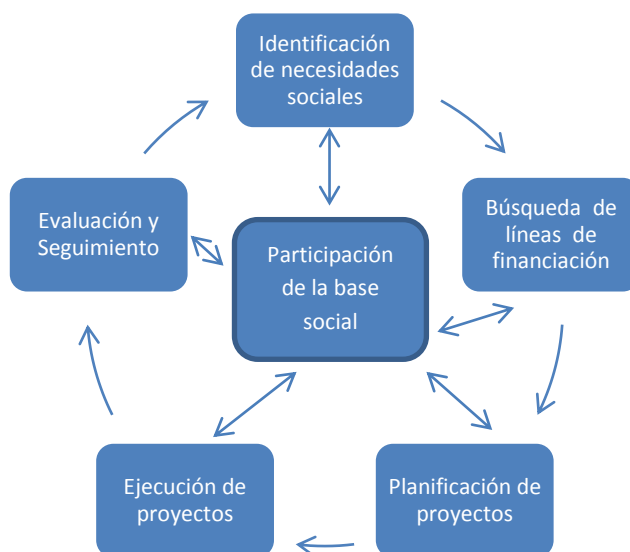 Identificación
de necesidades
sociales
Evaluación y
Seguimiento
Participación
de la base
social
Búsqueda de
líneas de
financiación
Ejecución de
proyectos
Planificación de
proyectos